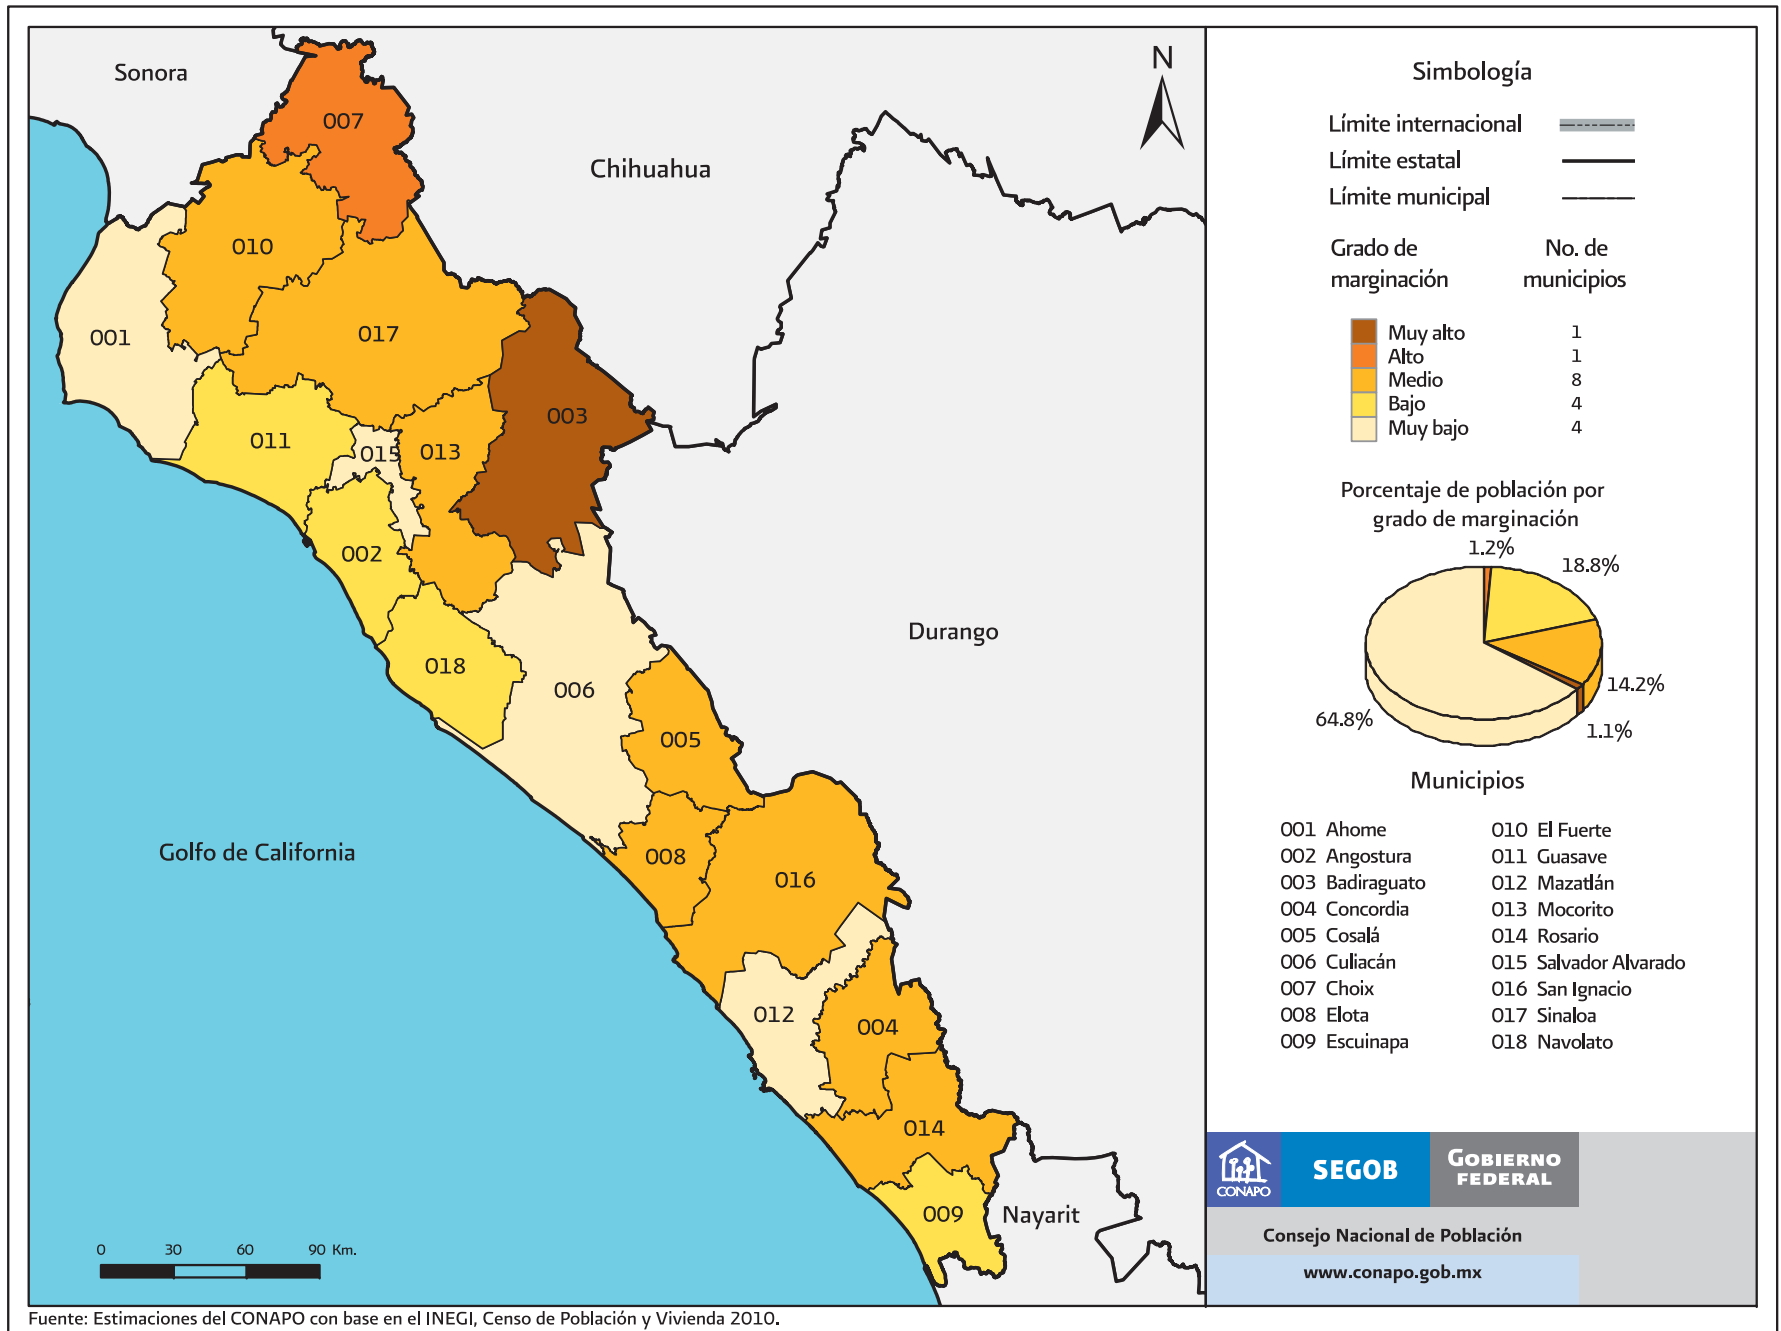 Sonora
Chihuahua
Durango
Nayarit
Golfo de California
N
007
010
001
017
003
011
015
013
002
018
006
005
008
016
012
004
014
009
0 30 60 90 Km.
Simbología
Límite internacional
Límite estatal
Límite municipal
Grado de marginación
No. de municipios
Muy alto 1
Alto 1
Medio 8
Bajo 4
Muy bajo 4
Porcentaje de población por
grado de marginación
1.2%
18.8%
14.2%
1.1%
64.8%
Municipios
001 Ahome
002 Angostura
003 Badiraguato
004 Concordia
005 Cosalá
006 Culiacán
007 Choix
008 Elota
009 Escuinapa
010 El Fuerte
011 Guasave
012 Mazatlán
013 Mocorito
014 Rosario
015 Salvador Alvarado
016 San Ignacio
017 Sinaloa
018 Navolato
CONAPO
SEGOB
GOBIERNO
FEDERAL
Consejo Nacional de Población
www.conapo.gob.mx
Fuente: Estimaciones del CONAPO con base en el INEGI, Censo de Población y Vivienda 2010.